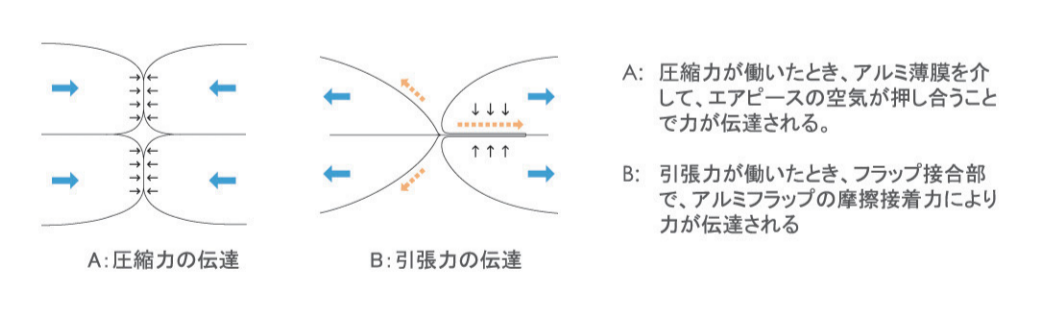 A: 圧縮力が働いたとき、アルミ薄膜を介
して、エアピースの空気が押し合うこと
で力が伝達される。
B: 引張力が働いたとき、フラップ接合部
で、アルミフラップの摩擦接着力により
力が伝達される
A:圧縮力の伝達
B:引張力の伝達